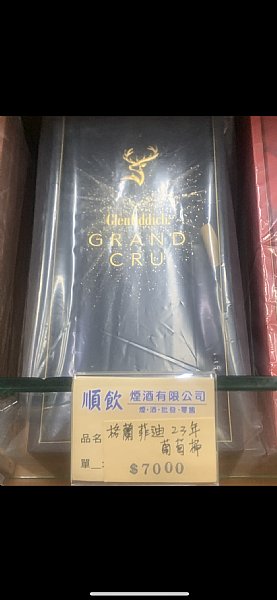 Glenfiddich
GRAND
CRU
順飲 煙酒有限公司
煙·酒·批發·零售
品名 格蘭菲迪 23年
葡萄柳
單
$7000